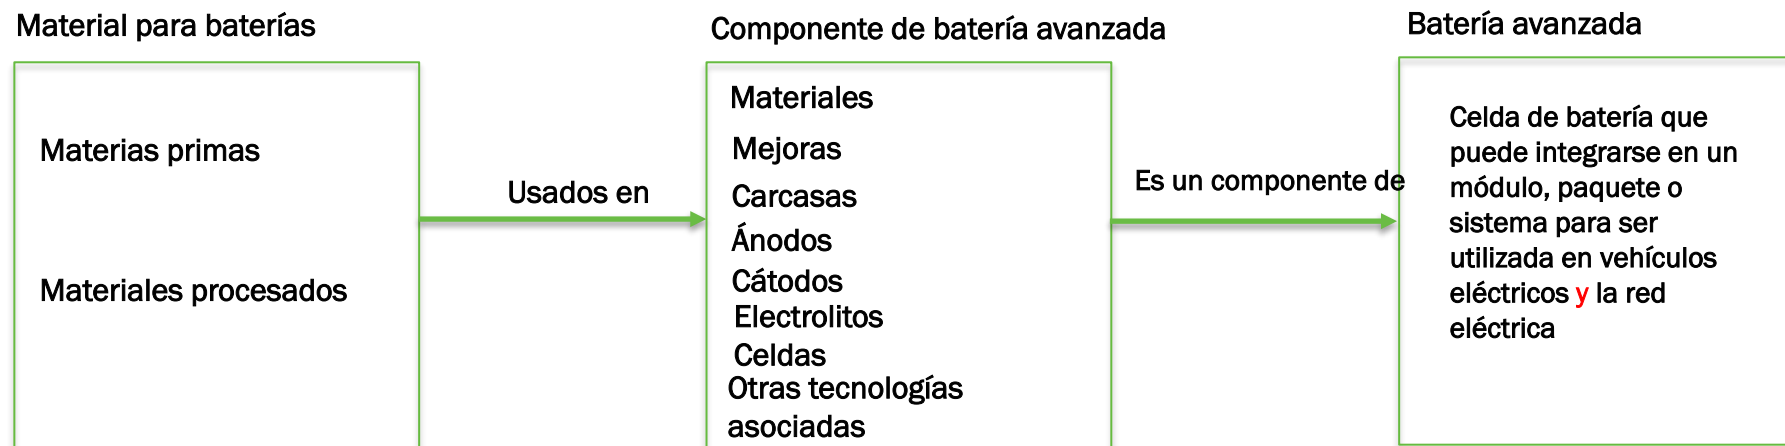 Material para baterías
Materias primas
Materiales procesados
Usados en
Componente de batería avanzada
Materiales
Mejoras
Carcasas
Ánodos
Cátodos
Electrolitos
Celdas
Otras tecnologías
asociadas
Es un componente de
Batería avanzada
Celda de batería que
puede integrarse en un
módulo, paquete o
sistema para ser
utilizada en vehículos
eléctricos y la red
eléctrica